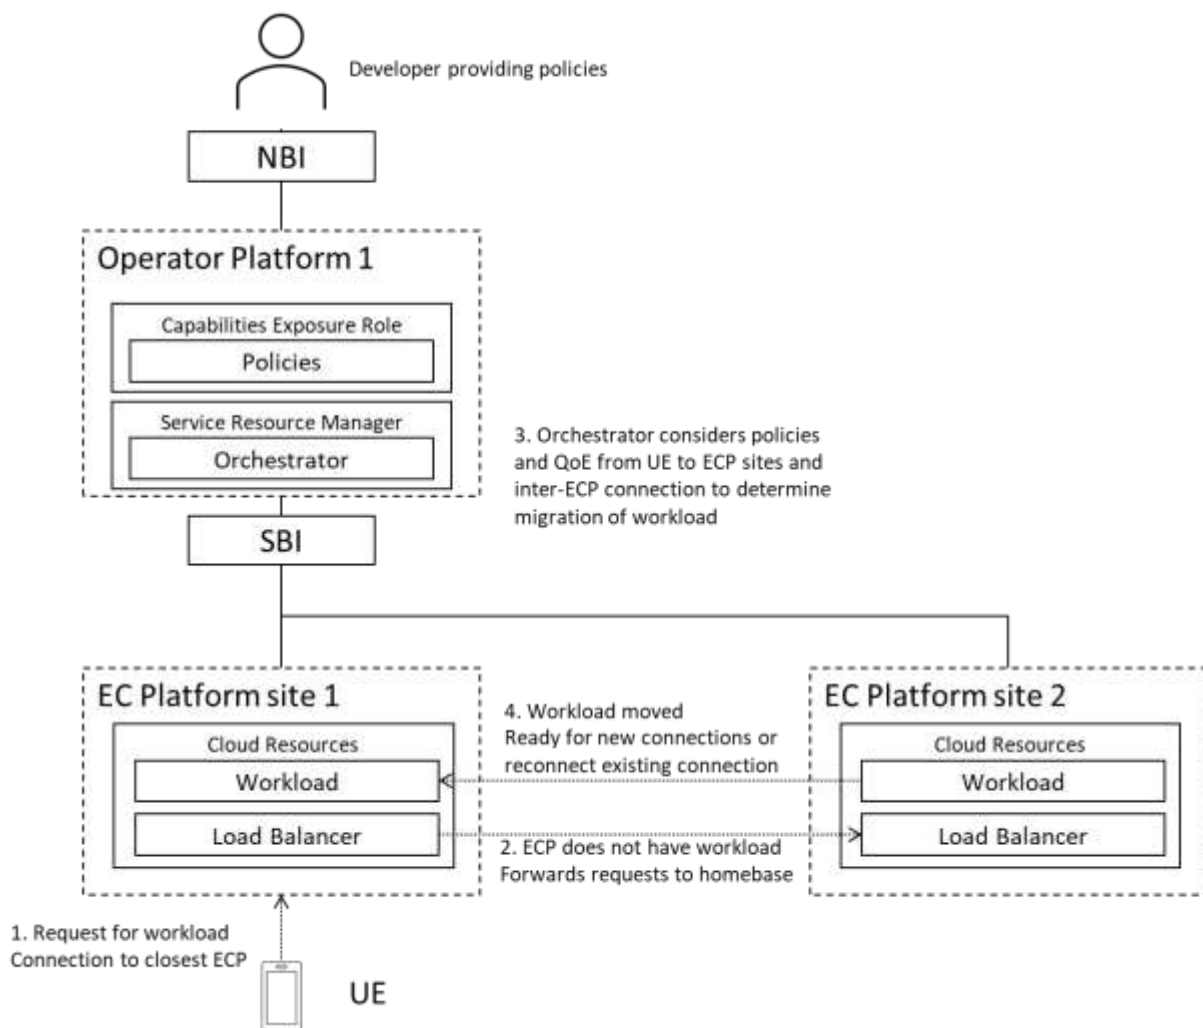 Developer providing policies
NBI
Operator Platform 1
Capabilities Exposure Role
Policies
Service Resource Manager
Orchestrator
3. Orchestrator considers policies
and QoE from UE to ECP sites and
inter-ECP connection to determine
migration of workload
SBI
EC Platform site 1
Cloud Resources
Workload
Load Balancer
4. Workload moved
Ready for new connections or
reconnect existing connection
2. ECP does not have workload
Forwards requests to homebase
EC Platform site 2
Cloud Resources
Workload
Load Balancer
1. Request for workload
Connection to closest ECP
UE